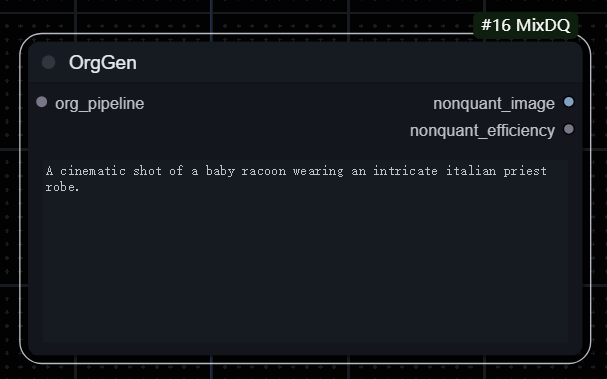 #16 MixDQ
OrgGen
org_pipeline
nonquant_image
nonquant_efficiency
A cinematic shot of a baby racoon wearing an intricate italian priest
robe.